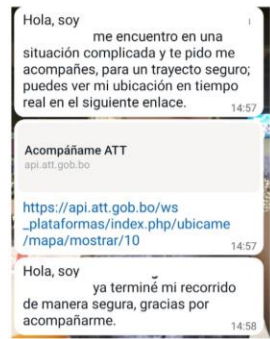 Hola, soy
me encuentro en una
situación complicada y te pido me
acompañes, para un trayecto seguro;
puedes ver mi ubicación en tiempo
real en el siguiente enlace.
14:57
Acompáñame ATT
api.att.gob.bo
https://api.att.gob.bo/ws
_plataformas/index.php/ubicame
/mapa/mostrar/10
14:57
Hola, soy
ya terminé mi recorrido
de manera segura, gracias por
acompañarme.
14:58